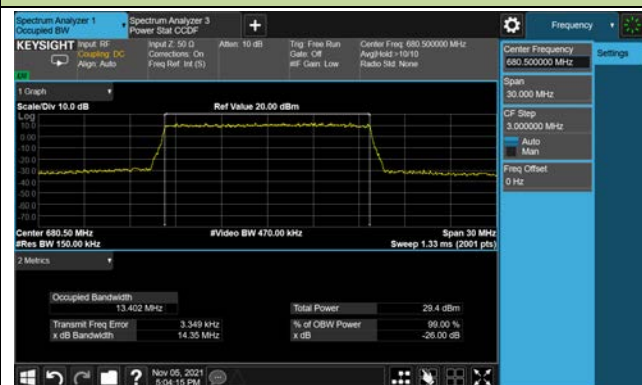 Spectrum Analyzer 1
Occupied BW
Spectrum Analyzer 3
Power Stat CCDF
Frequency
KEYSIGHT
Input: RF
Coupling: DC
Align: Auto
Input Z: 50 Ω
Corrections: On
Freq Ref: Int (S)
Atten: 10 dB
Trig: Free Run
Gate: Off
#IF Gain: Low
Center Freq: 680.500000 MHz
Avg|Hold:>10/10
Radio Std: None
Center Frequency
680.500000 MHz
Settings
Span
30.000 MHz
CF Step
3.000000 MHz
Auto
Man
Freq Offset
0 Hz
1 Graph
Scale/Div 10.0 dB
Ref Value 20.00 dBm
Log
10.0
0.00
-10.0
-20.0
-30.0
-40.0
-50.0
-60.0
-70.0
Center 680.50 MHz
#Video BW 470.00 kHz
Span 30 MHz
#Res BW 150.00 kHz
Sweep 1.33 ms (2001 pts)
2 Metrics
Occupied Bandwidth
13.402 MHz
Total Power
29.4 dBm
Transmit Freq Error
3.349 kHz
% of OBW Power
99.00 %
x dB Bandwidth
14.35 MHz
x dB
-26.00 dB
?
Nov 05, 2021
5:04:15 PM